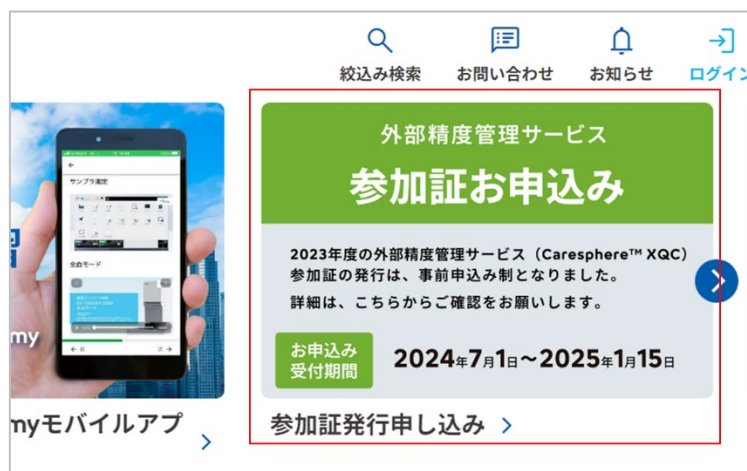 絞込み検索
お問い合わせ
お知らせ
ログイン
サンプラ測定
全血モード
my
myモバイルアプ
外部精度管理サービス
参加証お申込み
2023年度の外部精度管理サービス（Caresphere™ XQC）
参加証の発行は、事前申込み制となりました。
詳細は、こちらからご確認をお願いします。
お申込み
受付期間
2024年7月1日～2025年1月15日
参加証発行申し込み